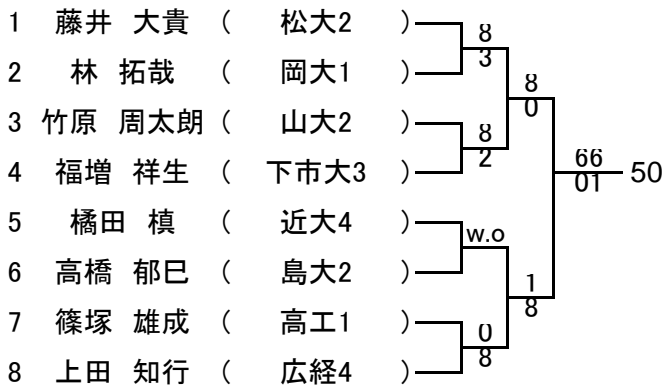 1 藤井 大貴 ( 松大2 )
8
3
2 林 拓哉 ( 岡大1 )
8
0
3 竹原 周太朗 ( 山大2 )
8
2
4 福増 祥生 ( 下市大3 )
66
01
50
5 橘田 槙 ( 近大4 )
w.o
6 高橋 郁巳 ( 島大2 )
1
8
7 篠塚 雄成 ( 高工1 )
0
8
8 上田 知行 ( 広経4 )